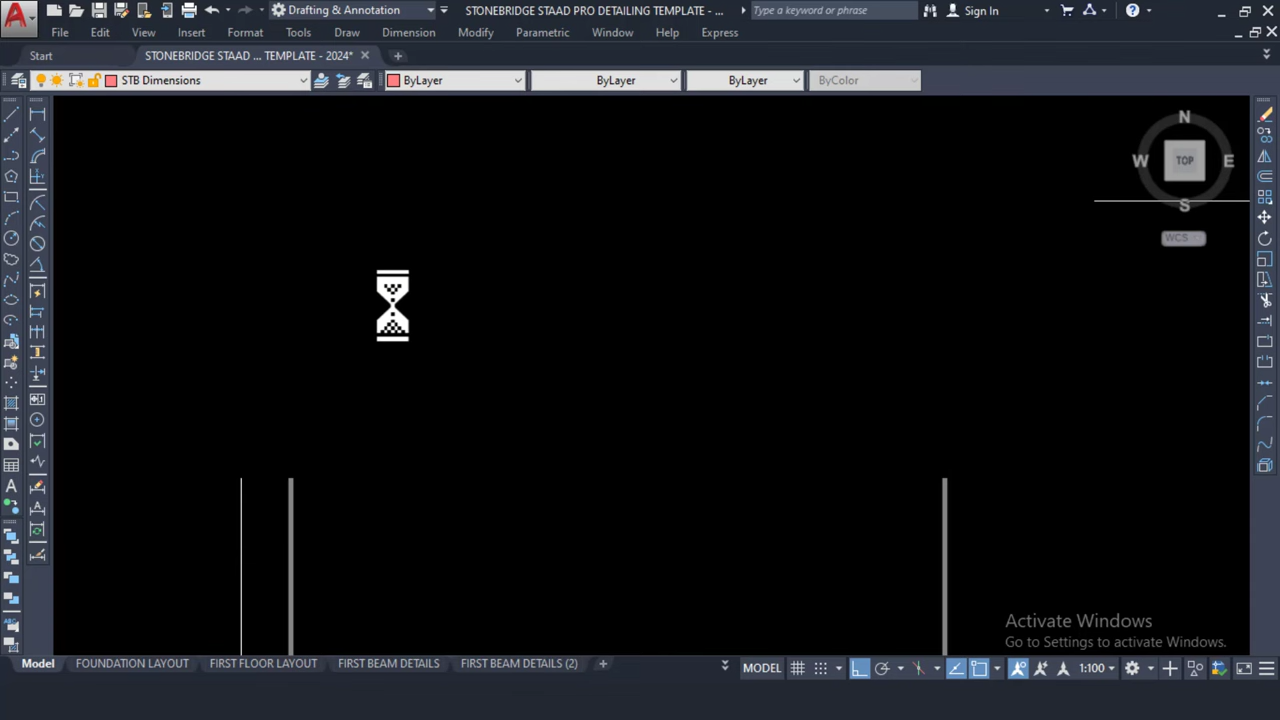 Drafting & Annotation
STONEBRIDGE STAAD PRO DETAILING TEMPLATE - ...
Type a keyword or phrase
Sign In
File Edit View Insert Format Tools Draw Dimension Modify Parametric Window Help Express
Start
STONEBRIDGE STAAD ... TEMPLATE - 2024*
STB Dimensions
ByLayer
ByLayer
ByLayer
ByColor
N
W TOP E
S
WCS
Activate Windows
Go to Settings to activate Windows.
Model FOUNDATION LAYOUT FIRST FLOOR LAYOUT FIRST BEAM DETAILS FIRST BEAM DETAILS (2)
MODEL
1:100